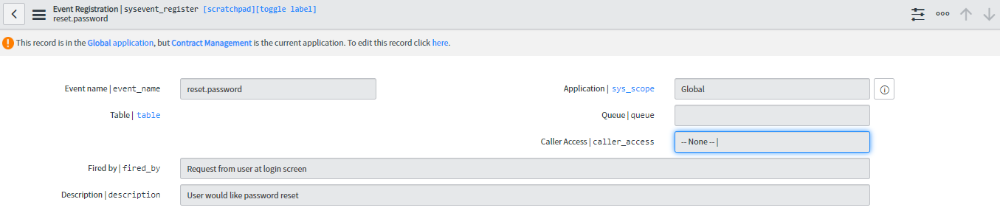 Event Registration | sysevent_register [scratchpad][toggle label]
reset.password
This record is in the Global application, but Contract Management is the current application. To edit this record click here.
Event name | event_name reset.password Application | sys_scope Global
Table | table Queue | queue
Caller Access | caller_access -- None -- |
Fired by | fired_by Request from user at login screen
Description | description User would like password reset